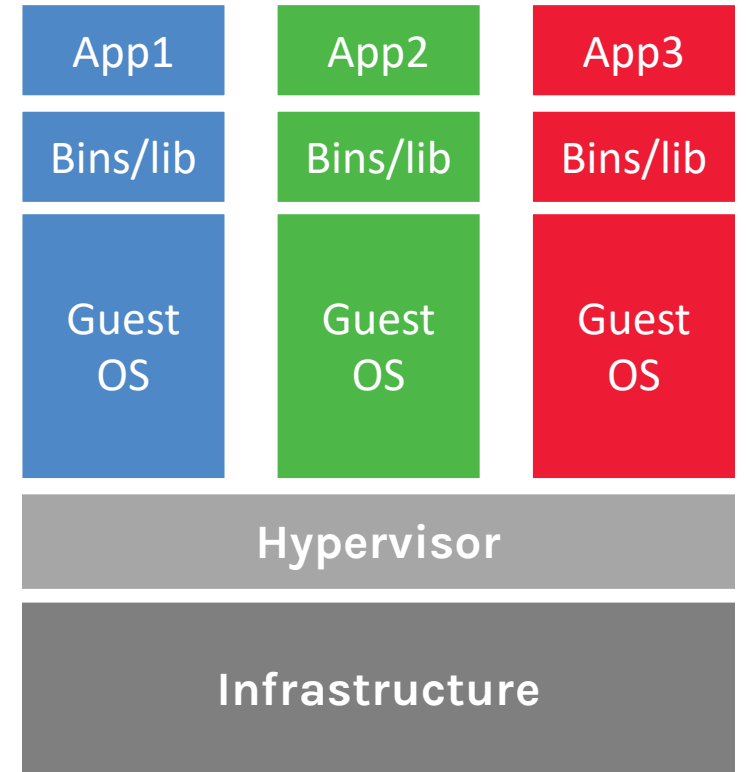 App1 App2 App3
Bins/lib Bins/lib Bins/lib
Guest Guest Guest
OS OS OS
Hypervisor
Infrastructure